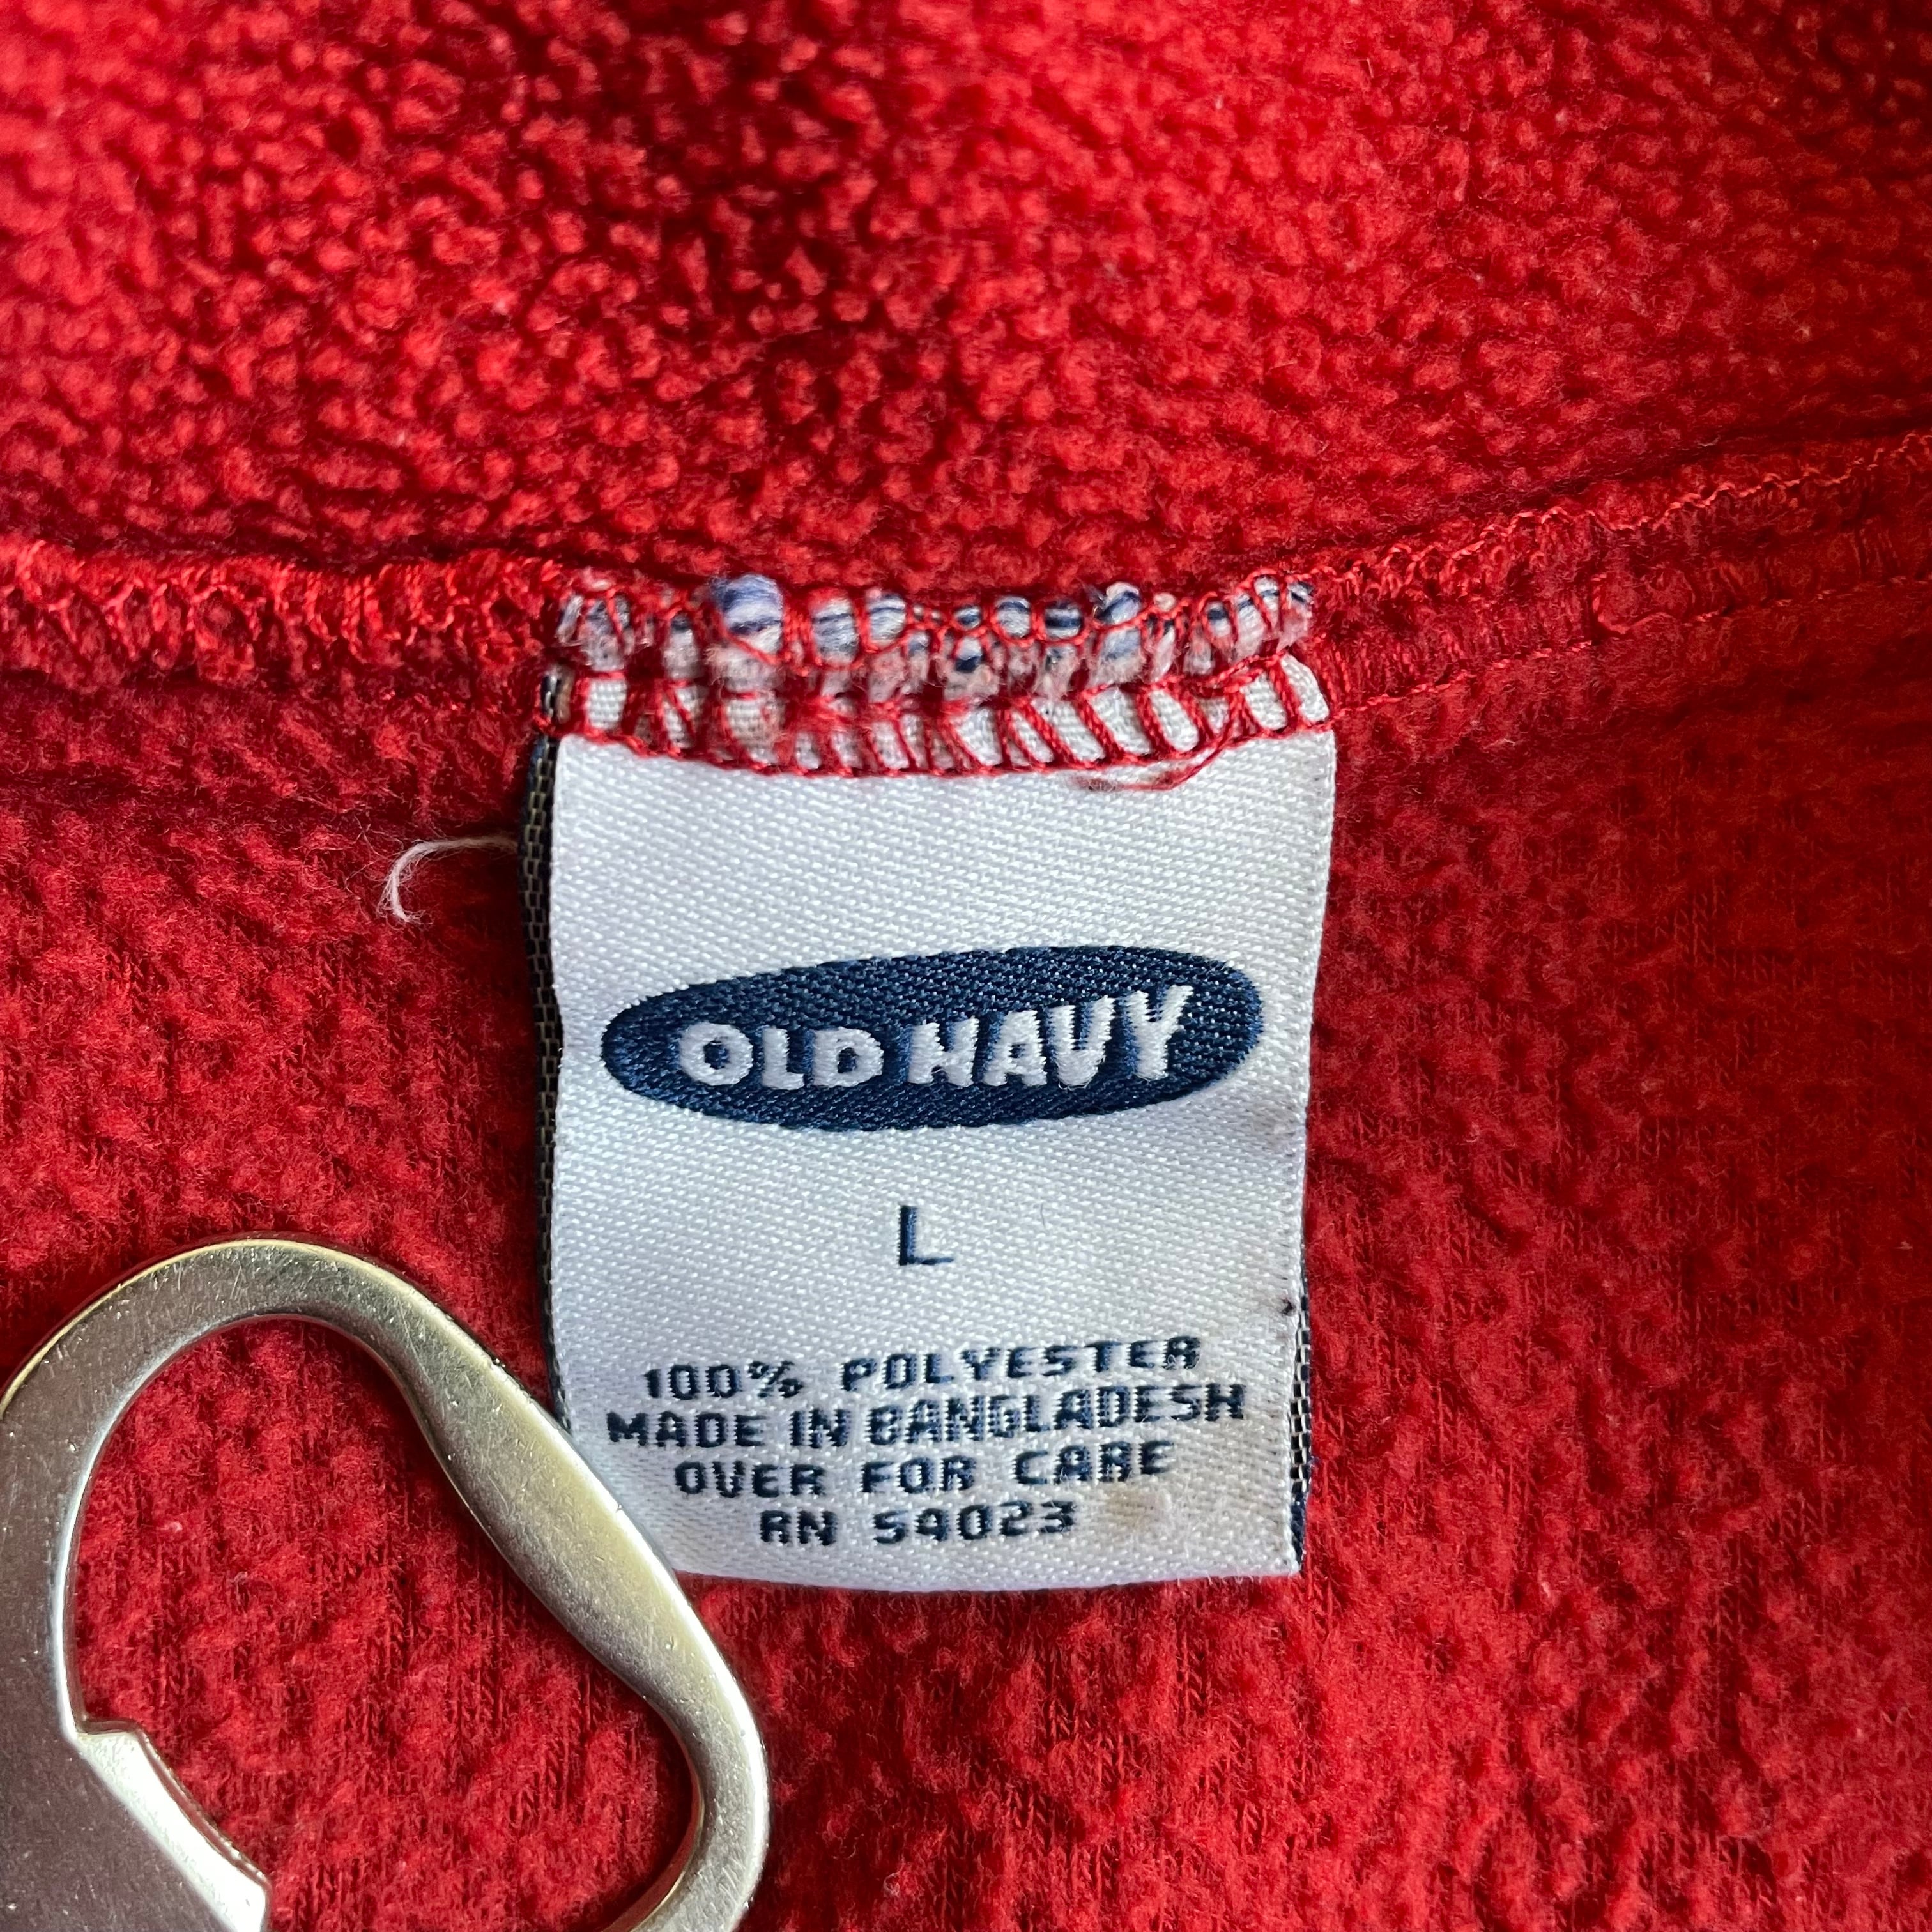 OLD NAVY
L
100% POLYESTER
MADE IN BANGLADESH
OVER FOR CARE
RN 54023